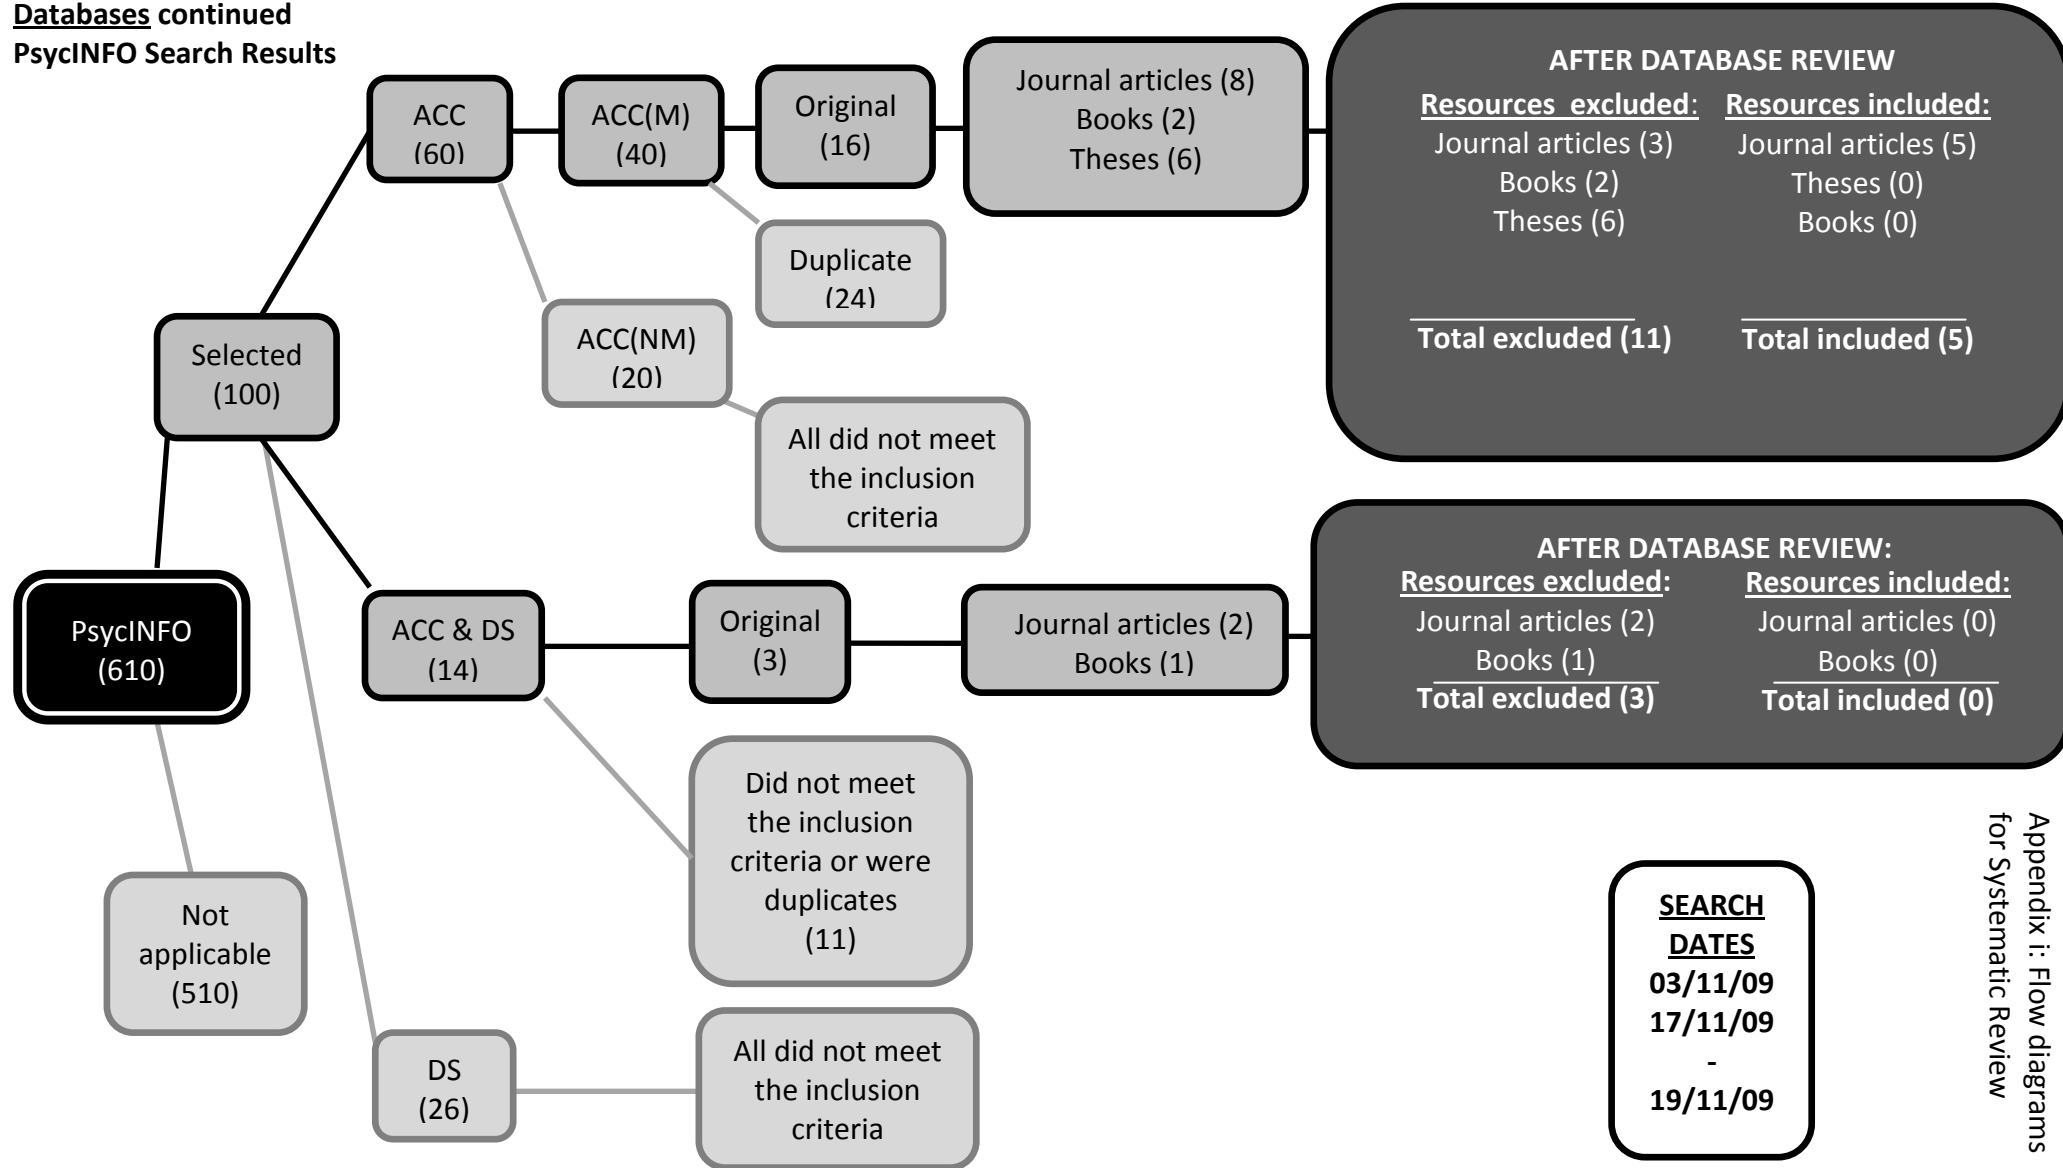 Databases continued
PsycINFO Search Results
ACC
(60)
ACC(M)
(40)
Original
(16)
Journal articles (8)
Books (2)
Theses (6)
AFTER DATABASE REVIEW
Resources excluded:
Journal articles (3)
Books (2)
Theses (6)
Total excluded (11)
Resources included:
Journal articles (5)
Theses (0)
Books (0)
Total included (5)
Duplicate
(24)
ACC(NM)
(20)
All did not meet
the inclusion
criteria
Selected
(100)
PsycINFO
(610)
Not
applicable
(510)
ACC & DS
(14)
Original
(3)
Journal articles (2)
Books (1)
AFTER DATABASE REVIEW:
Resources excluded:
Journal articles (2)
Books (1)
Total excluded (3)
Resources included:
Journal articles (0)
Books (0)
Total included (0)
Did not meet
the inclusion
criteria or were
duplicates
(11)
DS
(26)
All did not meet
the inclusion
criteria
SEARCH
DATES
03/11/09
17/11/09
-
19/11/09
Appendix i: Flow diagrams
for Systematic Review